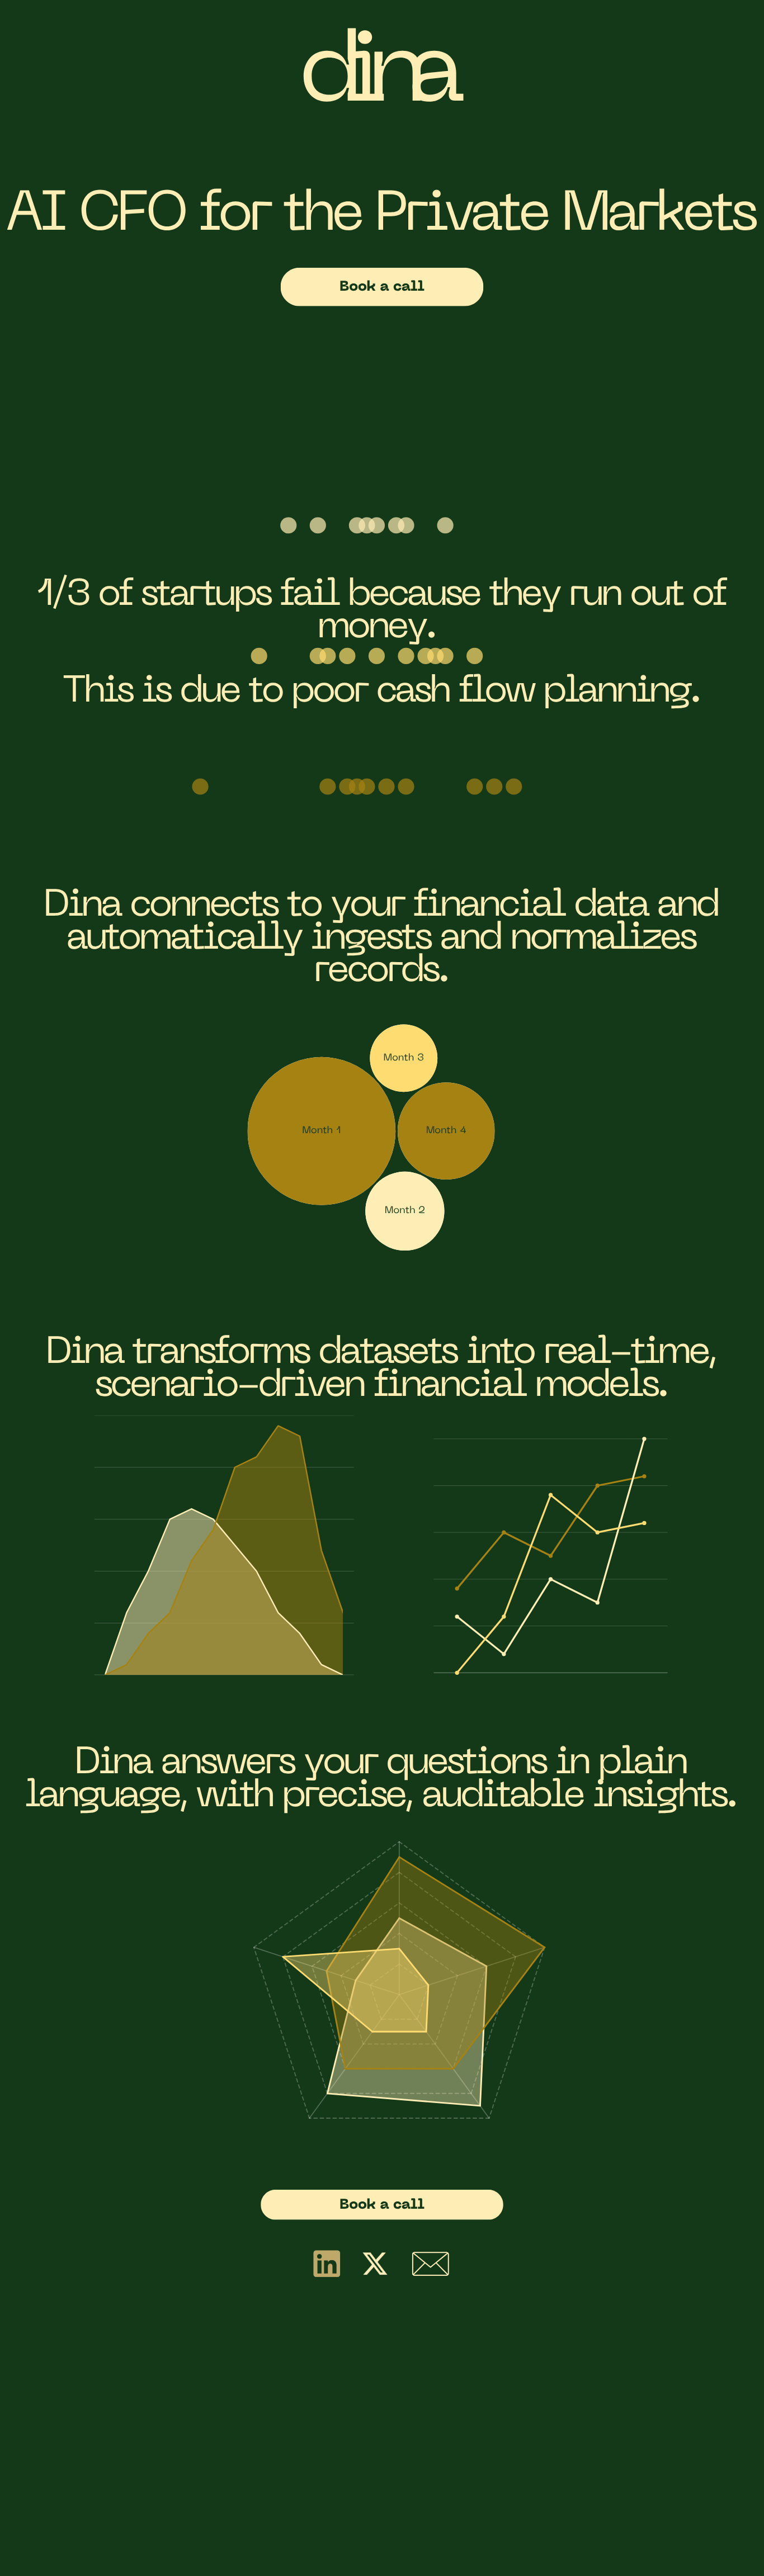 dina
AI CFO for the Private Markets
Book a call
1/3 of startups fail because they run out of
money.
This is due to poor cash flow planning.
Dina connects to your financial data and
automatically ingests and normalizes
records.
Month 3
Month 1
Month 4
Month 2
Dina transforms datasets into real-time,
scenario-driven financial models.
Dina answers your questions in plain
language, with precise, auditable insights.
Book a call
in
X